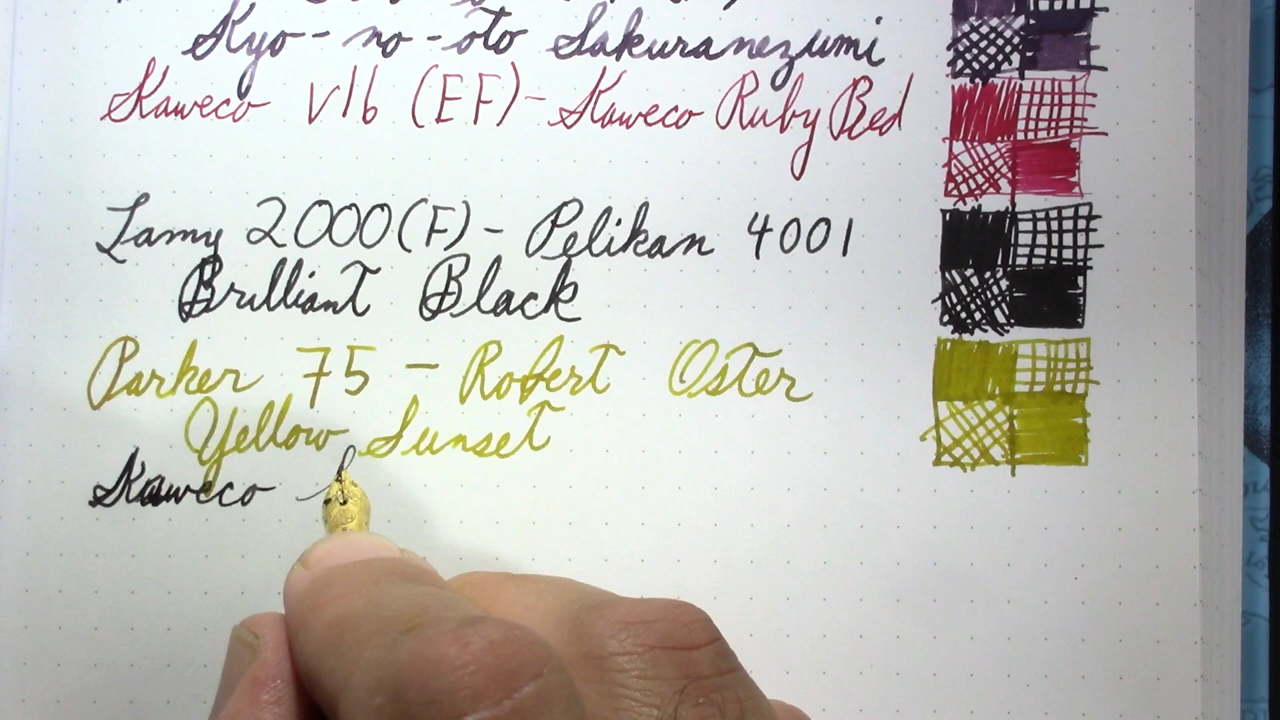 Kyo-no-oto Sakuranezumi
Kaweco V16 (EF)- Kaweco Ruby Red
Lamy 2000(F)- Pelikan 4001
Brilliant Black
Parker 75 - Robert Oster
Yellow Sunset
Kaweco